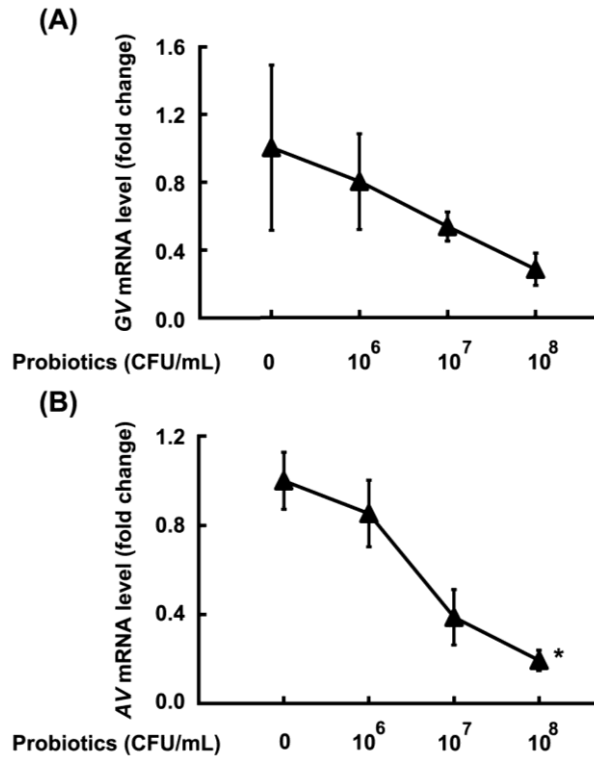 (A)
GV mRNA level (fold change)
1.6
1.2
0.8
0.4
0.0
Probiotics (CFU/mL) 0 10^6 10^7 10^8
(B)
AV mRNA level (fold change)
1.2
0.8
0.4
0.0
*
Probiotics (CFU/mL) 0 10^6 10^7 10^8